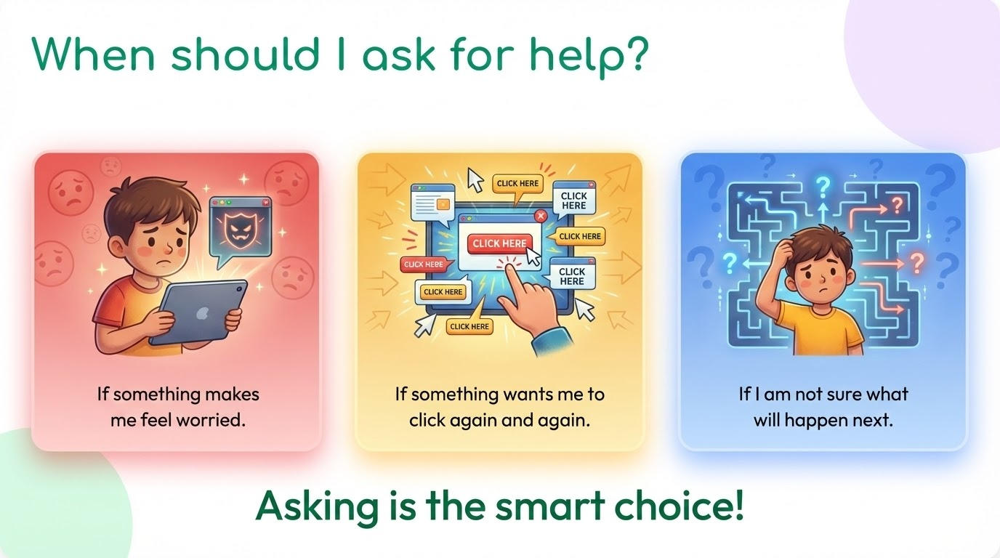 When should I ask for help?
If something makes
me feel worried.
CLICK HERE
CLICK
HERE
CLICK HERE
CLICK HERE
CLICK HERE
CLICK
HERE
CLICK HERE
CLICK HERE
If something wants me to
click again and again.
?
?
?
?
?
?
?
?
?
If I am not sure what
will happen next.
Asking is the smart choice!